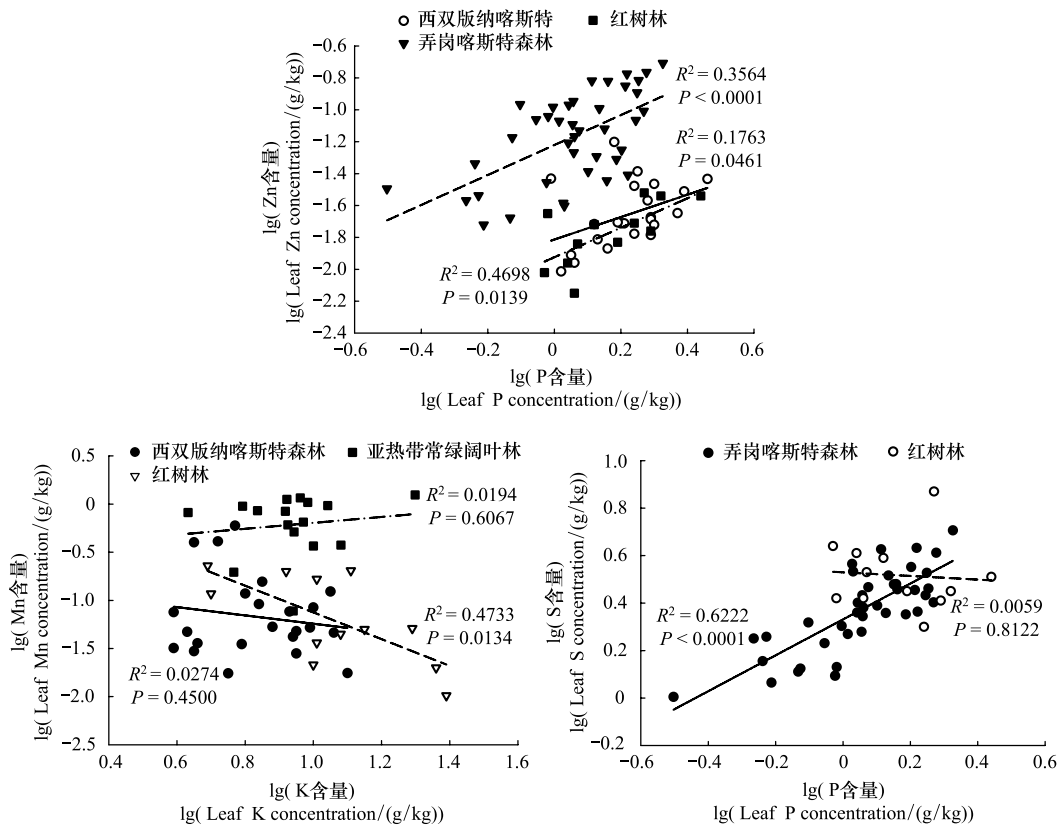 西双版纳喀斯特 红树林
弄岗喀斯特森林
lg( Zn含量)
lg( Leaf Zn concentration/(g/kg))
−0.4
−0.6
−0.8
−1.0
−1.2
−1.4
−1.6
−1.8
−2.0
−2.2
−2.4
R² = 0.3564
P < 0.0001
R² = 0.1763
P = 0.0461
R² = 0.4698
P = 0.0139
−0.6 −0.4 −0.2 0 0.2 0.4 0.6
lg( P含量)
lg( Leaf P concentration/(g/kg))
西双版纳喀斯特森林 亚热带常绿阔叶林
红树林
lg( Mn含量)
lg( Leaf Mn concentration/(g/kg))
0.5
0
−0.5
−1.0
−1.5
−2.0
−2.5
R² = 0.0194
P = 0.6067
R² = 0.4733
P = 0.0134
R² = 0.0274
P = 0.4500
0.4 0.6 0.8 1.0 1.2 1.4 1.6
lg( K含量)
lg( Leaf K concentration/(g/kg))
弄岗喀斯特森林 红树林
lg( S含量)
lg( Leaf S concentration/(g/kg))
1.0
0.8
0.6
0.4
0.2
0
−0.2
R² = 0.6222
P < 0.0001
R² = 0.0059
P = 0.8122
−0.6 −0.4 −0.2 0 0.2 0.4 0.6
lg( P含量)
lg( Leaf P concentration/(g/kg))